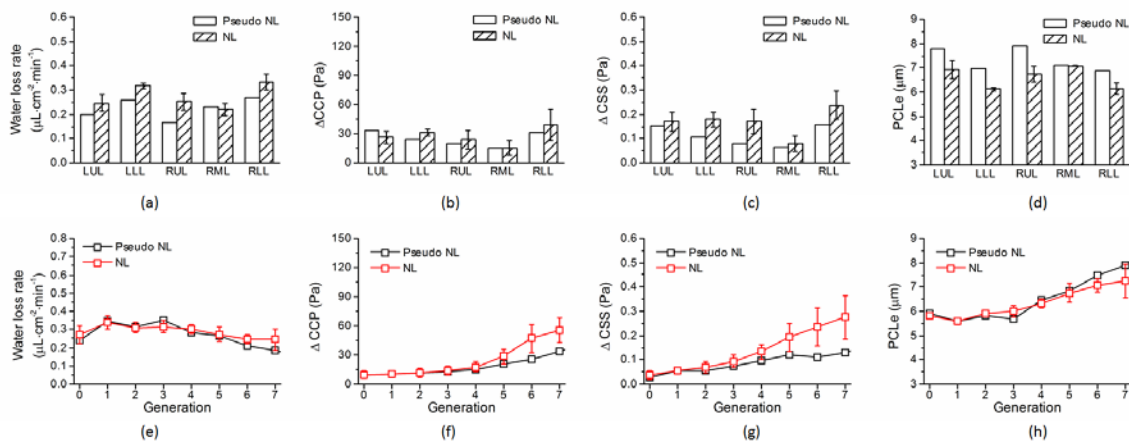 Water loss rate
(μL·cm⁻²·min⁻¹)
0.8
0.7
0.6
0.5
0.4
0.3
0.2
0.1
0.0
Pseudo NL
NL
LUL LLL RUL RML RLL
(a)
ΔCCP (Pa)
150
120
90
60
30
0
Pseudo NL
NL
LUL LLL RUL RML RLL
(b)
Δ CSS (Pa)
0.6
0.5
0.4
0.3
0.2
0.1
0.0
Pseudo NL
NL
LUL LLL RUL RML RLL
(c)
PCLe (μm)
9
8
7
6
5
4
3
Pseudo NL
NL
LUL LLL RUL RML RLL
(d)
Water loss rate
(μL·cm⁻²·min⁻¹)
0.8
0.7
0.6
0.5
0.4
0.3
0.2
0.1
0.0
Pseudo NL
NL
0 1 2 3 4 5 6 7
Generation
(e)
Δ CCP (Pa)
150
120
90
60
30
0
Pseudo NL
NL
0 1 2 3 4 5 6 7
Generation
(f)
Δ CSS (Pa)
0.6
0.5
0.4
0.3
0.2
0.1
0.0
Pseudo NL
NL
0 1 2 3 4 5 6 7
Generation
(g)
PCLe (μm)
9
8
7
6
5
4
3
Pseudo NL
NL
0 1 2 3 4 5 6 7
Generation
(h)